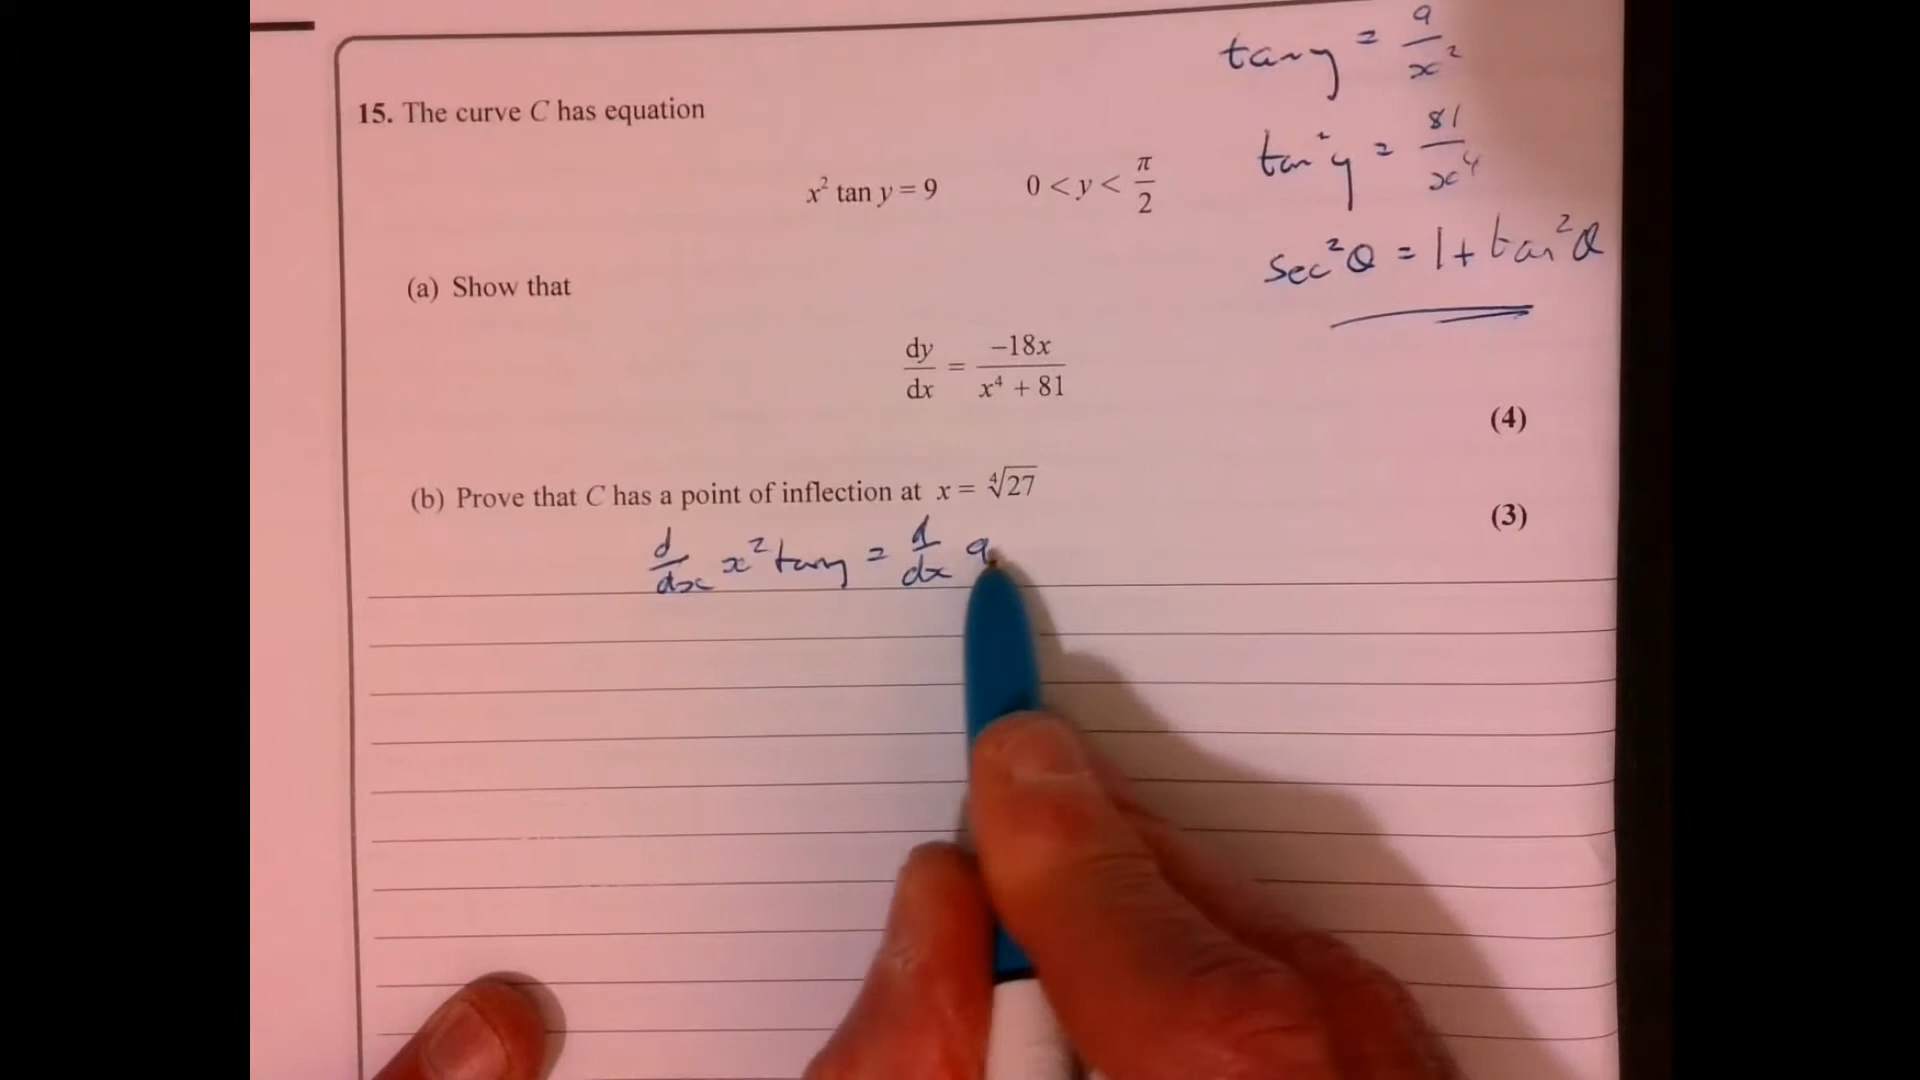 15. The curve C has equation
x² tan y = 9 0 < y < π/2
(a) Show that
dy/dx = -18x/(x⁴ + 81)
(4)
(b) Prove that C has a point of inflection at x = ⁴√27
(3)
tan y = 9/x²
tan²y = 81/x⁴
sec²θ = 1 + tan²θ
d/dx x² tan y = d/dx 9